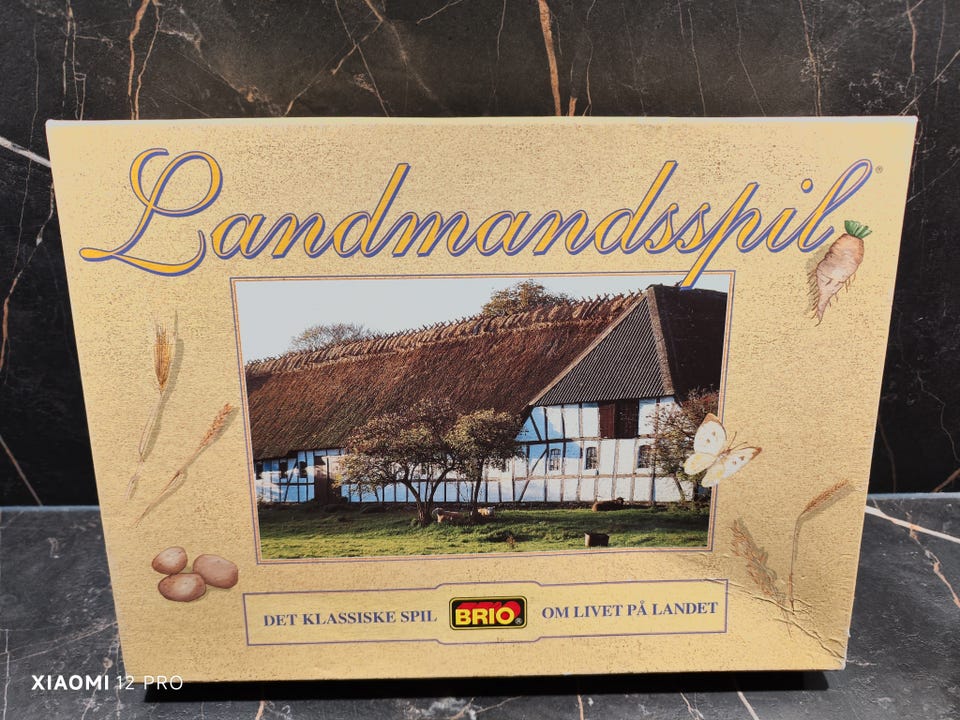 Landmandsspil®
DET KLASSISKE SPIL BRIO® OM LIVET PÅ LANDET
XIAOMI 12 PRO